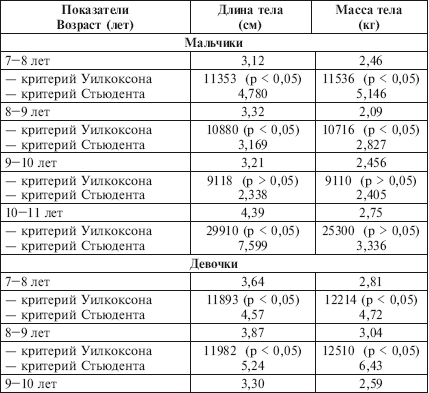 Показатели Длина тела Масса тела
Возраст (лет) (см) (кг)
Мальчики
7−8 лет 3,12 2,46
— критерий Уилкоксона 11353 (p < 0,05) 11536 (p < 0,05)
— критерий Стьюдента 4,780 5,146
8−9 лет 3,32 2,09
— критерий Уилкоксона 10880 (p < 0,05) 10716 (p < 0,05)
— критерий Стьюдента 3,169 2,827
9−10 лет 3,21 2,456
— критерий Уилкоксона 9118 (p > 0,05) 9110 (p > 0,05)
— критерий Стьюдента 2,338 2,405
10−11 лет 4,39 2,75
— критерий Уилкоксона 29910 (p < 0,05) 25300 (p > 0,05)
— критерий Стьюдента 7,599 3,336
Девочки
7−8 лет 3,64 2,81
— критерий Уилкоксона 11893 (p < 0,05) 12214 (p < 0,05)
— критерий Стьюдента 4,57 4,72
8−9 лет 3,87 3,04
— критерий Уилкоксона 11982 (p < 0,05) 12510 (p > 0,05)
— критерий Стьюдента 5,24 6,43
9−10 лет 3,30 2,59